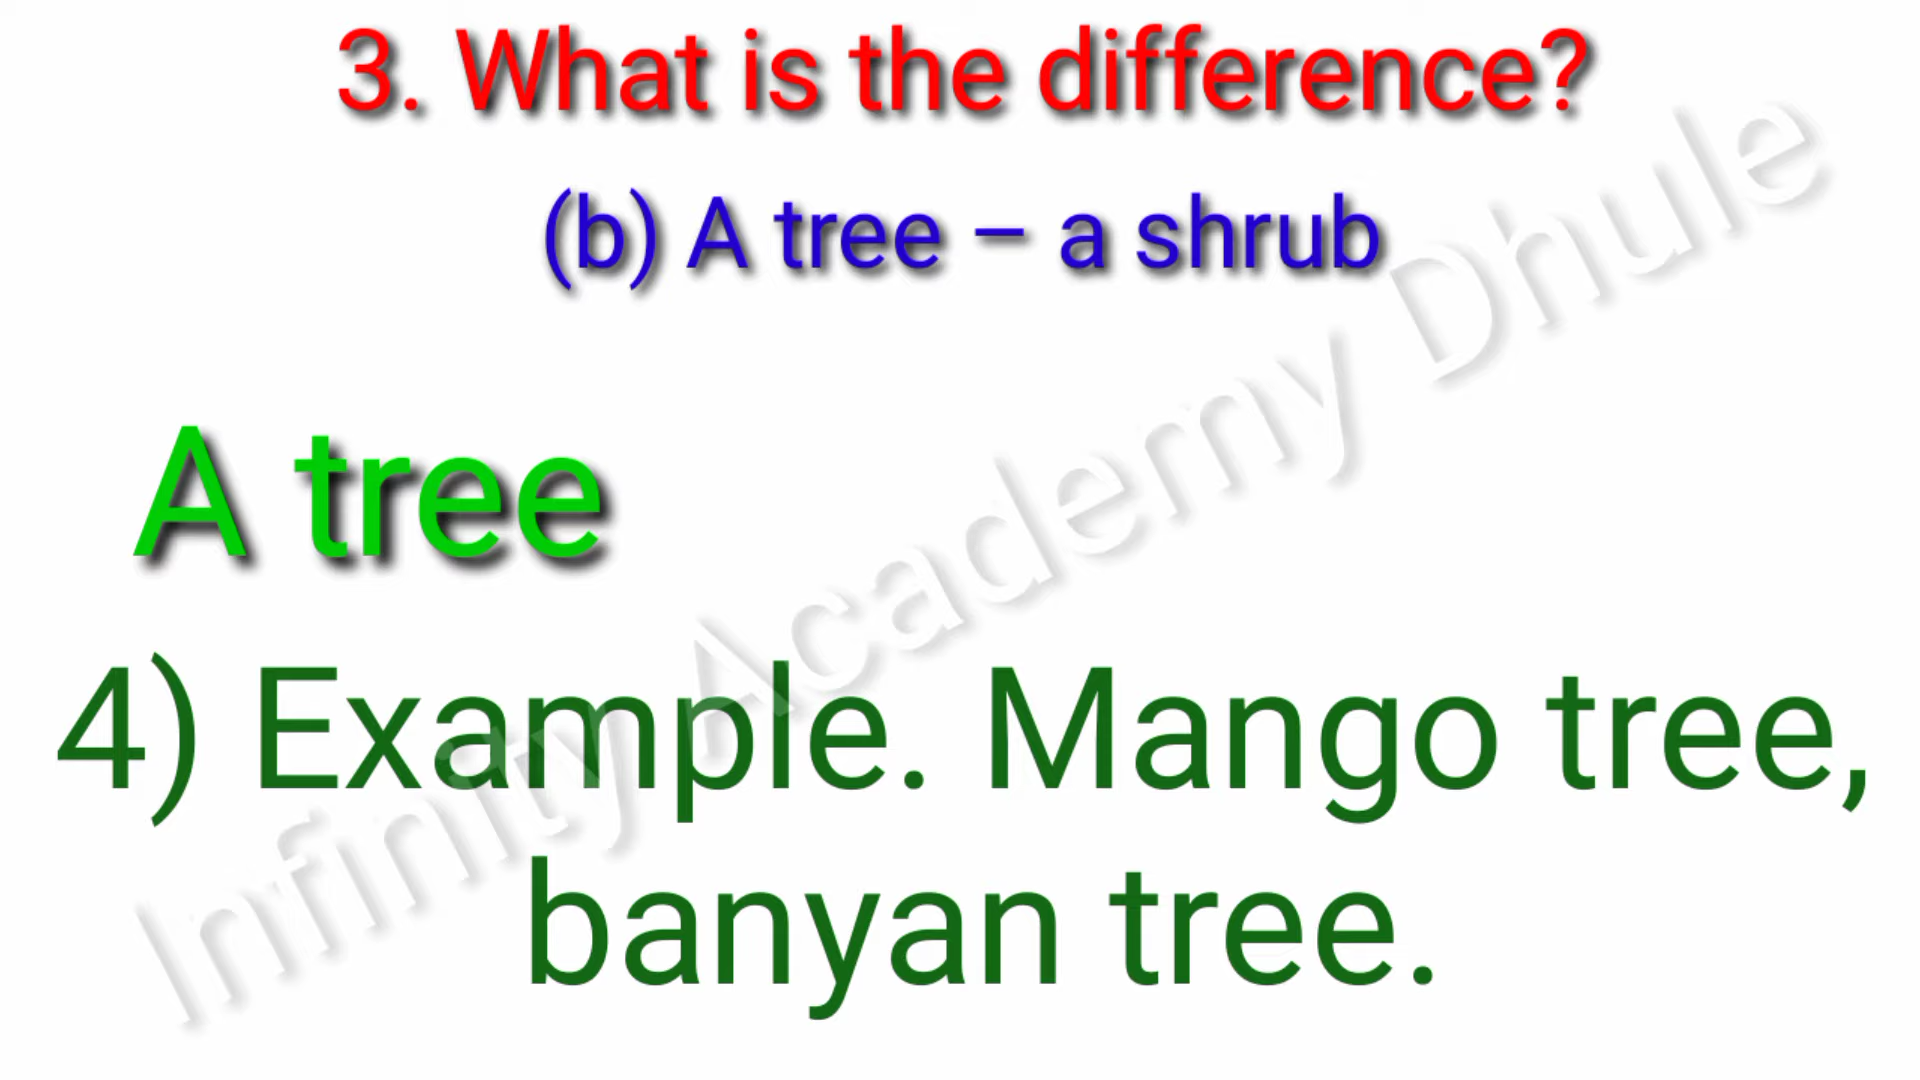 3. What is the difference?
(b) A tree – a shrub
A tree
4) Example. Mango tree,
banyan tree.
Infinity Academy Dhule